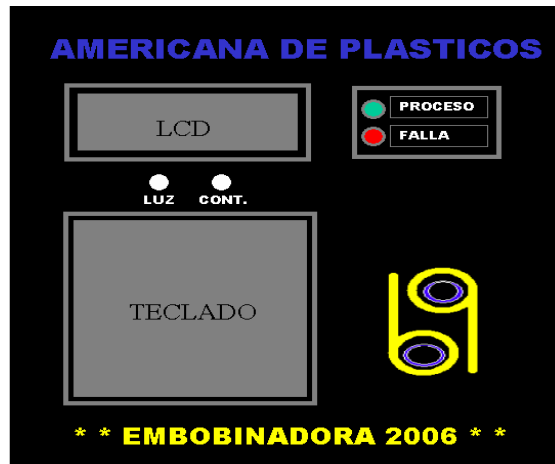 AMERICANA DE PLASTICOS
LCD
PROCESO
FALLA
LUZ CONT.
TECLADO
* * EMBOBINADORA 2006 * *